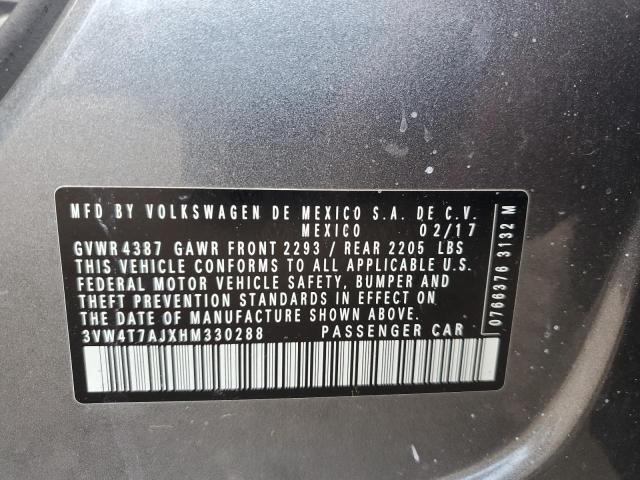 MFD BY VOLKSWAGEN DE MEXICO S.A. DE C.V.
MEXICO 02/17
GVWR 4387 GAWR FRONT 2293 / REAR 2205 LBS
THIS VEHICLE CONFORMS TO ALL APPLICABLE U.S.
FEDERAL MOTOR VEHICLE SAFETY, BUMPER AND
THEFT PREVENTION STANDARDS IN EFFECT ON
THE DATE OF MANUFACTURE SHOWN ABOVE.
3VW4T7AJXHM330288 PASSENGER CAR
0766376 3132 M